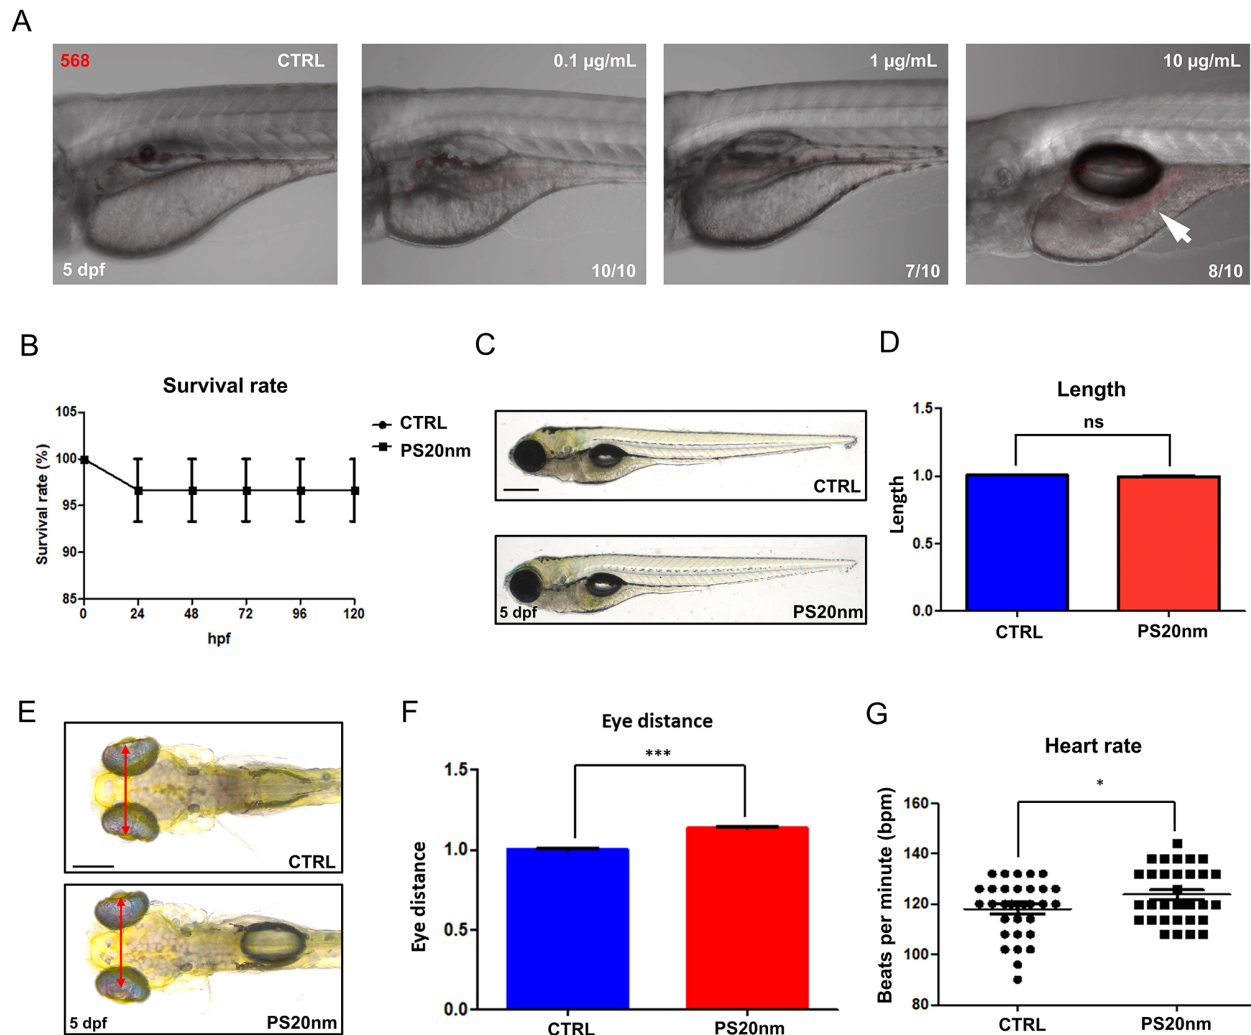 A
568
CTRL
5 dpf
0.1 µg/mL
10/10
1 µg/mL
7/10
10 µg/mL
8/10
B
Survival rate
Survival rate (%)
105
100
95
90
85
0 24 48 72 96 120
hpf
CTRL
PS20nm
C
CTRL
5 dpf
PS20nm
D
Length
ns
Length
1.5
1.0
0.5
0.0
CTRL PS20nm
E
CTRL
5 dpf
PS20nm
F
Eye distance
***
Eye distance
1.5
1.0
0.5
0.0
CTRL PS20nm
G
Heart rate
*
Beats per minute (bpm)
160
140
120
100
80
CTRL PS20nm